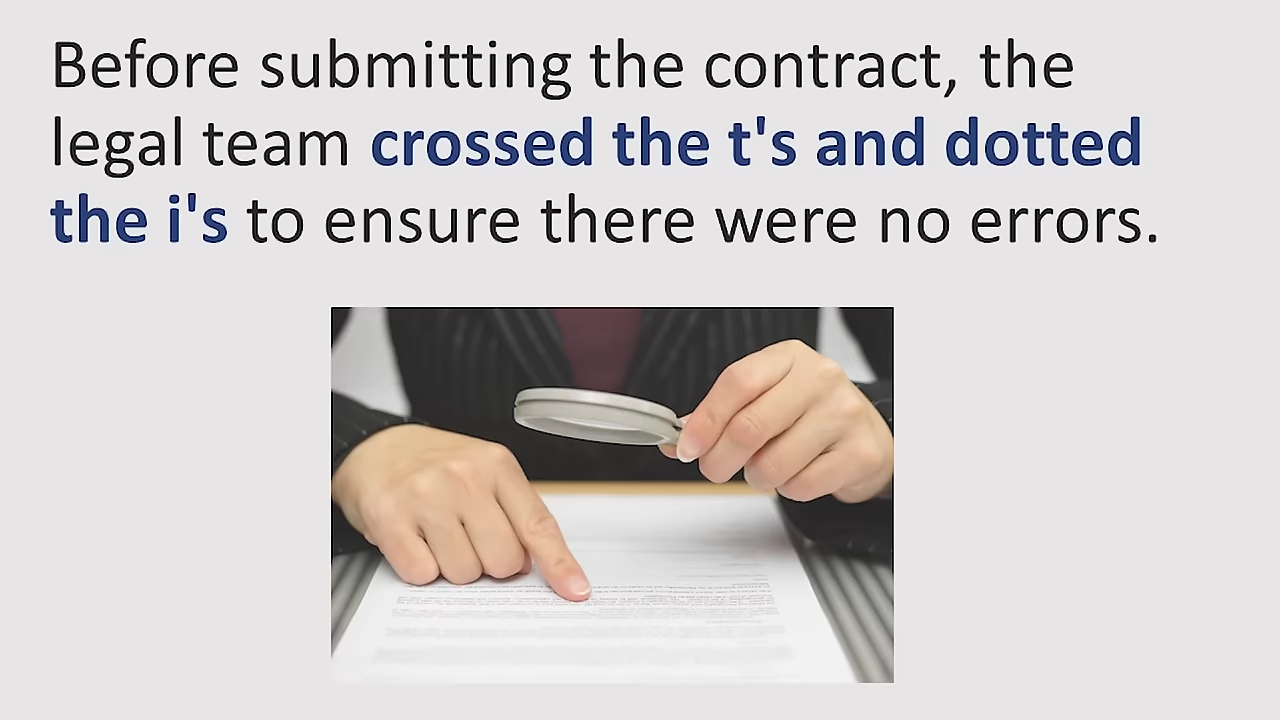 Before submitting the contract, the
legal team crossed the t's and dotted
the i's to ensure there were no errors.